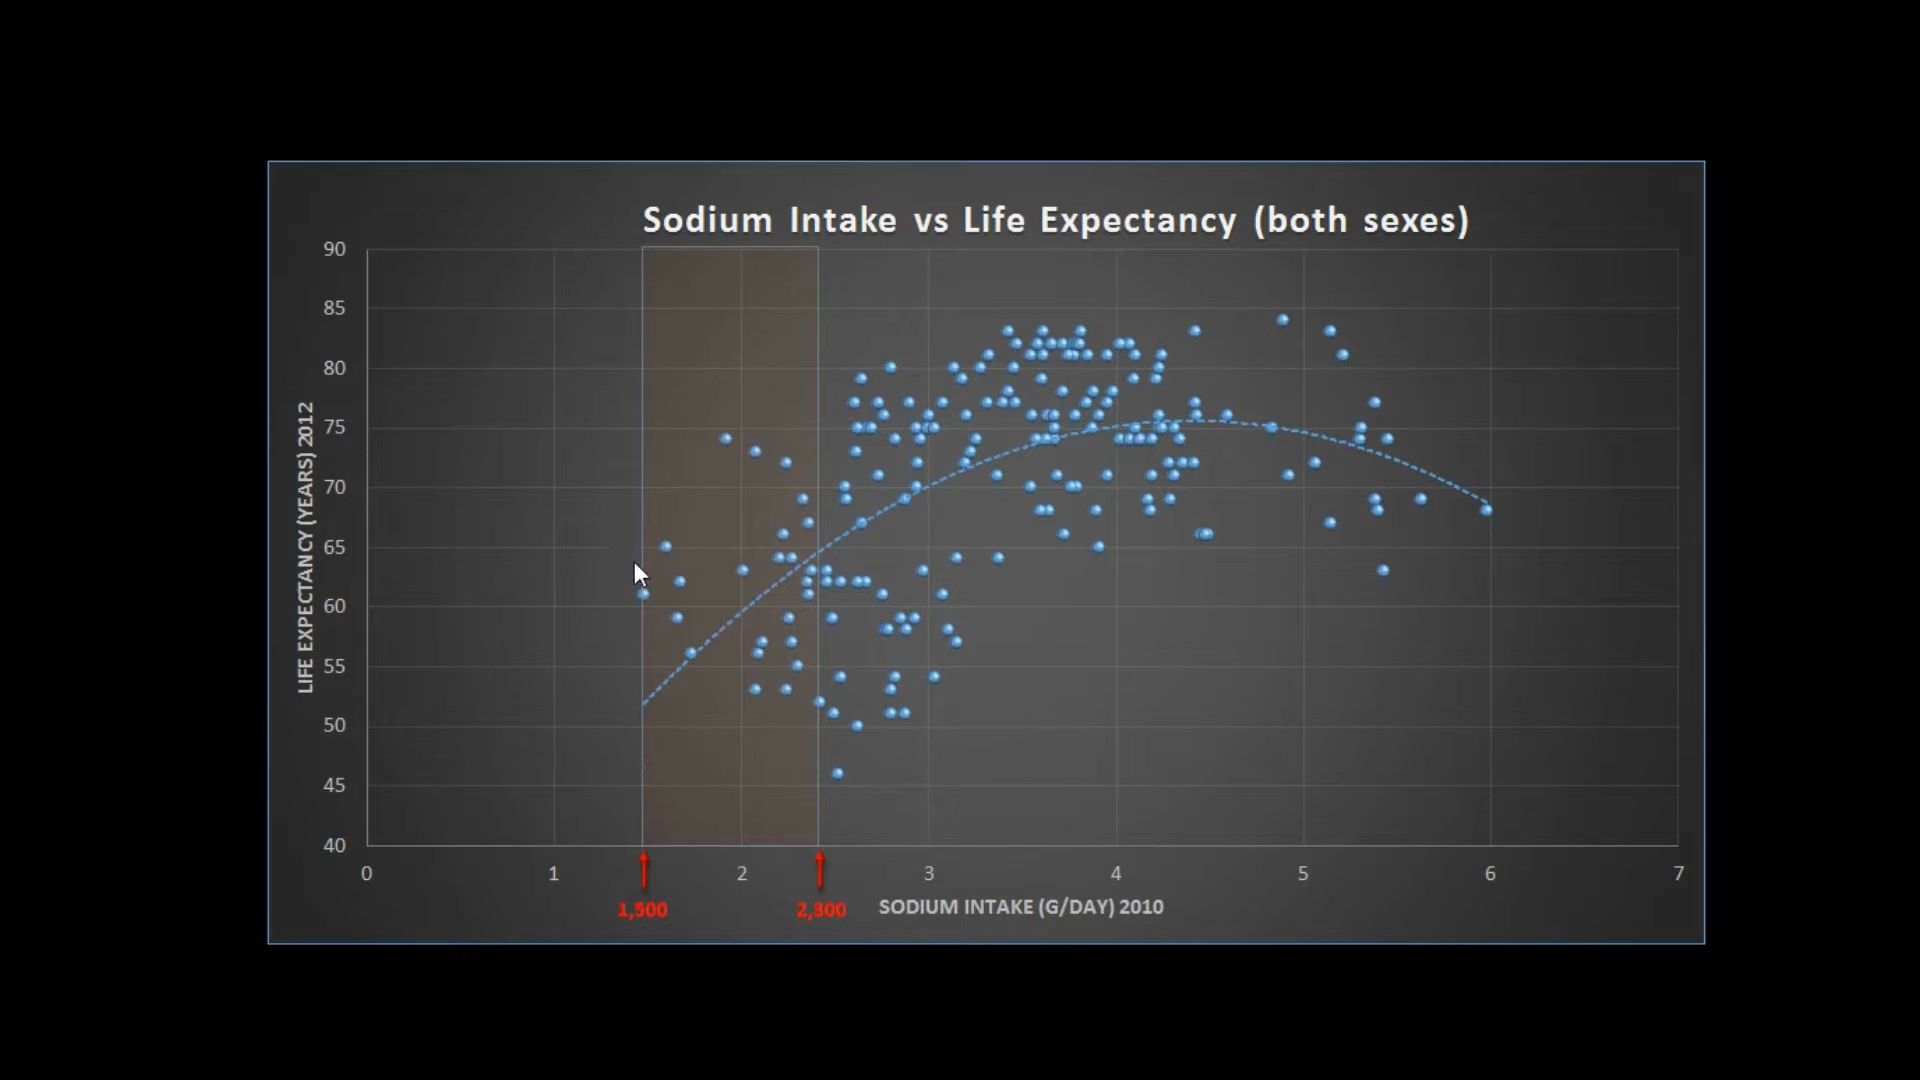 Sodium Intake vs Life Expectancy (both sexes)
90
85
80
75
70
65
60
55
50
45
40
LIFE EXPECTANCY (YEARS) 2012
0 1 2 3 4 5 6 7
1,500 2,300 SODIUM INTAKE (G/DAY) 2010